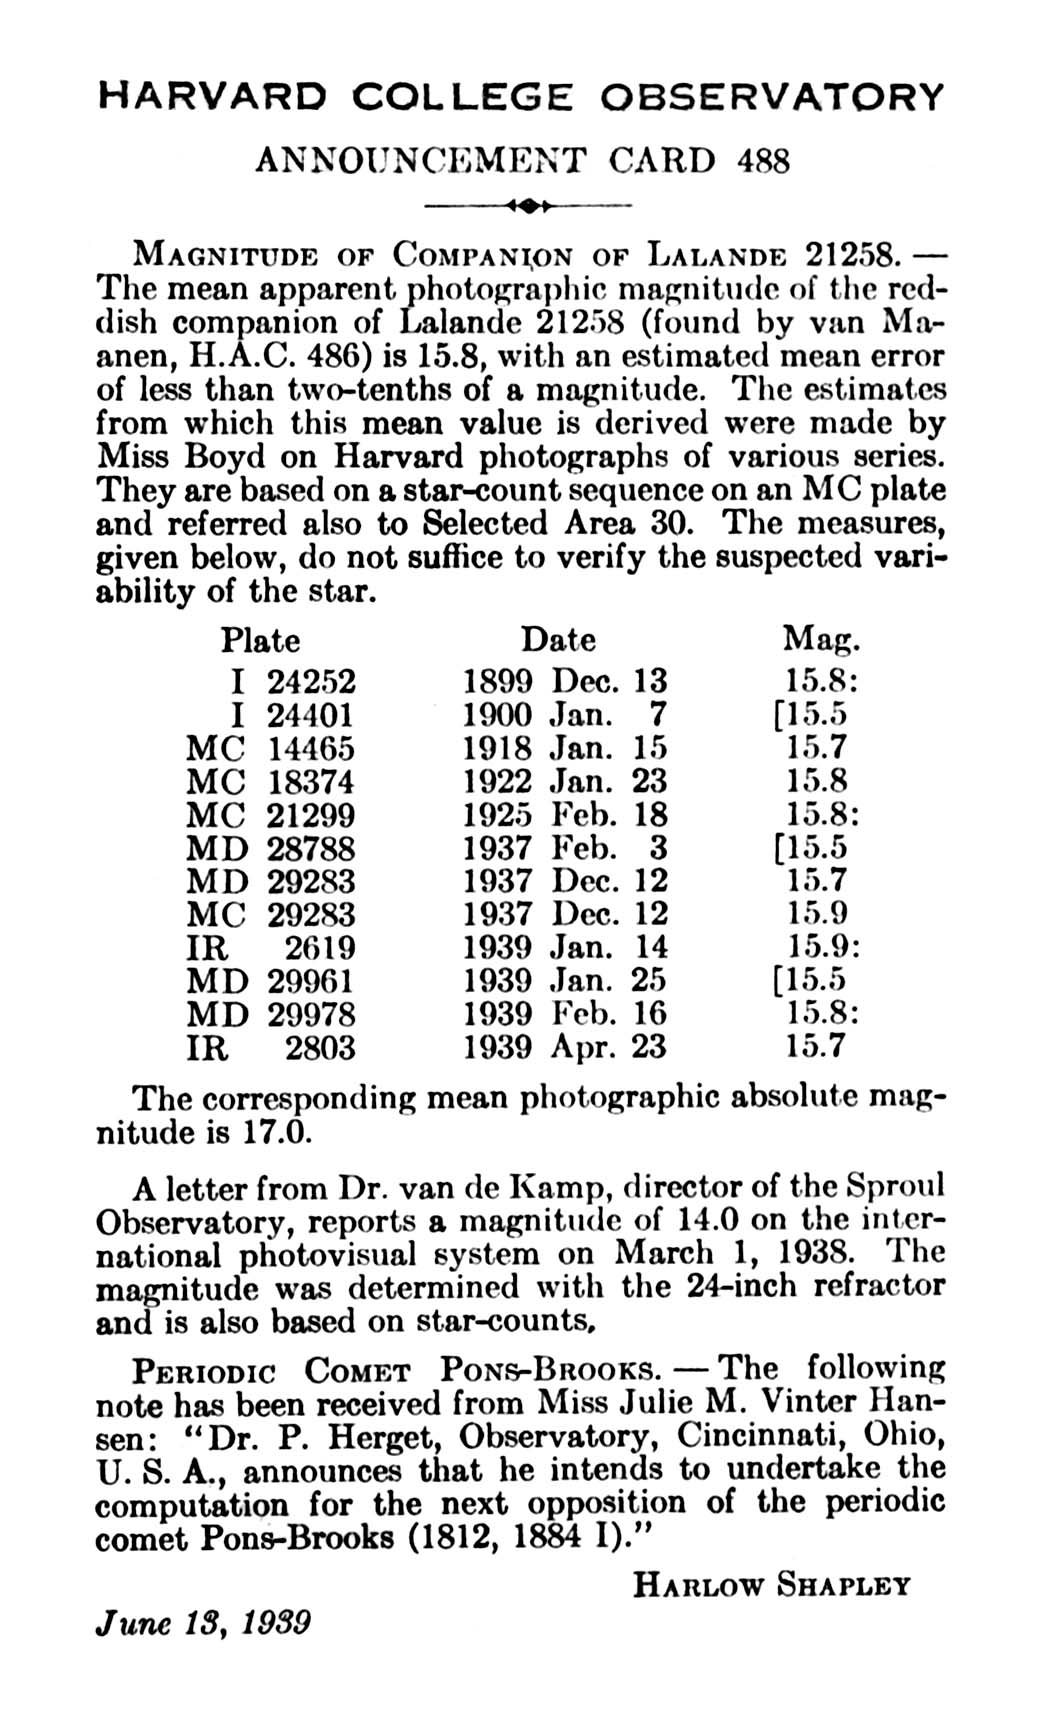 HARVARD COLLEGE OBSERVATORY
ANNOUNCEMENT CARD 488
MAGNITUDE OF COMPANION OF LALANDE 21258. —
The mean apparent photographic magnitude of the red-
dish companion of Lalande 21258 (found by van Ma-
anen, H.A.C. 486) is 15.8, with an estimated mean error
of less than two-tenths of a magnitude. The estimates
from which this mean value is derived were made by
Miss Boyd on Harvard photographs of various series.
They are based on a star-count sequence on an MC plate
and referred also to Selected Area 30. The measures,
given below, do not suffice to verify the suspected vari-
ability of the star.
Plate Date Mag.
I 24252 1899 Dec. 13 15.8:
I 24401 1900 Jan. 7 [15.5
MC 14465 1918 Jan. 15 15.7
MC 18374 1922 Jan. 23 15.8
MC 21299 1925 Feb. 18 15.8:
MD 28788 1937 Feb. 3 [15.5
MD 29283 1937 Dec. 12 15.7
MC 29283 1937 Dec. 12 15.9
IR 2619 1939 Jan. 14 15.9:
MD 29961 1939 Jan. 25 [15.5
MD 29978 1939 Feb. 16 15.8:
IR 2803 1939 Apr. 23 15.7
The corresponding mean photographic absolute mag-
nitude is 17.0.
A letter from Dr. van de Kamp, director of the Sproul
Observatory, reports a magnitude of 14.0 on the inter-
national photovisual system on March 1, 1938. The
magnitude was determined with the 24-inch refractor
and is also based on star-counts.
PERIODIC COMET PONS-BROOKS. — The following
note has been received from Miss Julie M. Vinter Han-
sen: "Dr. P. Herget, Observatory, Cincinnati, Ohio,
U. S. A., announces that he intends to undertake the
computation for the next opposition of the periodic
comet Pons-Brooks (1812, 1884 I)."
HARLOW SHAPLEY
June 13, 1939